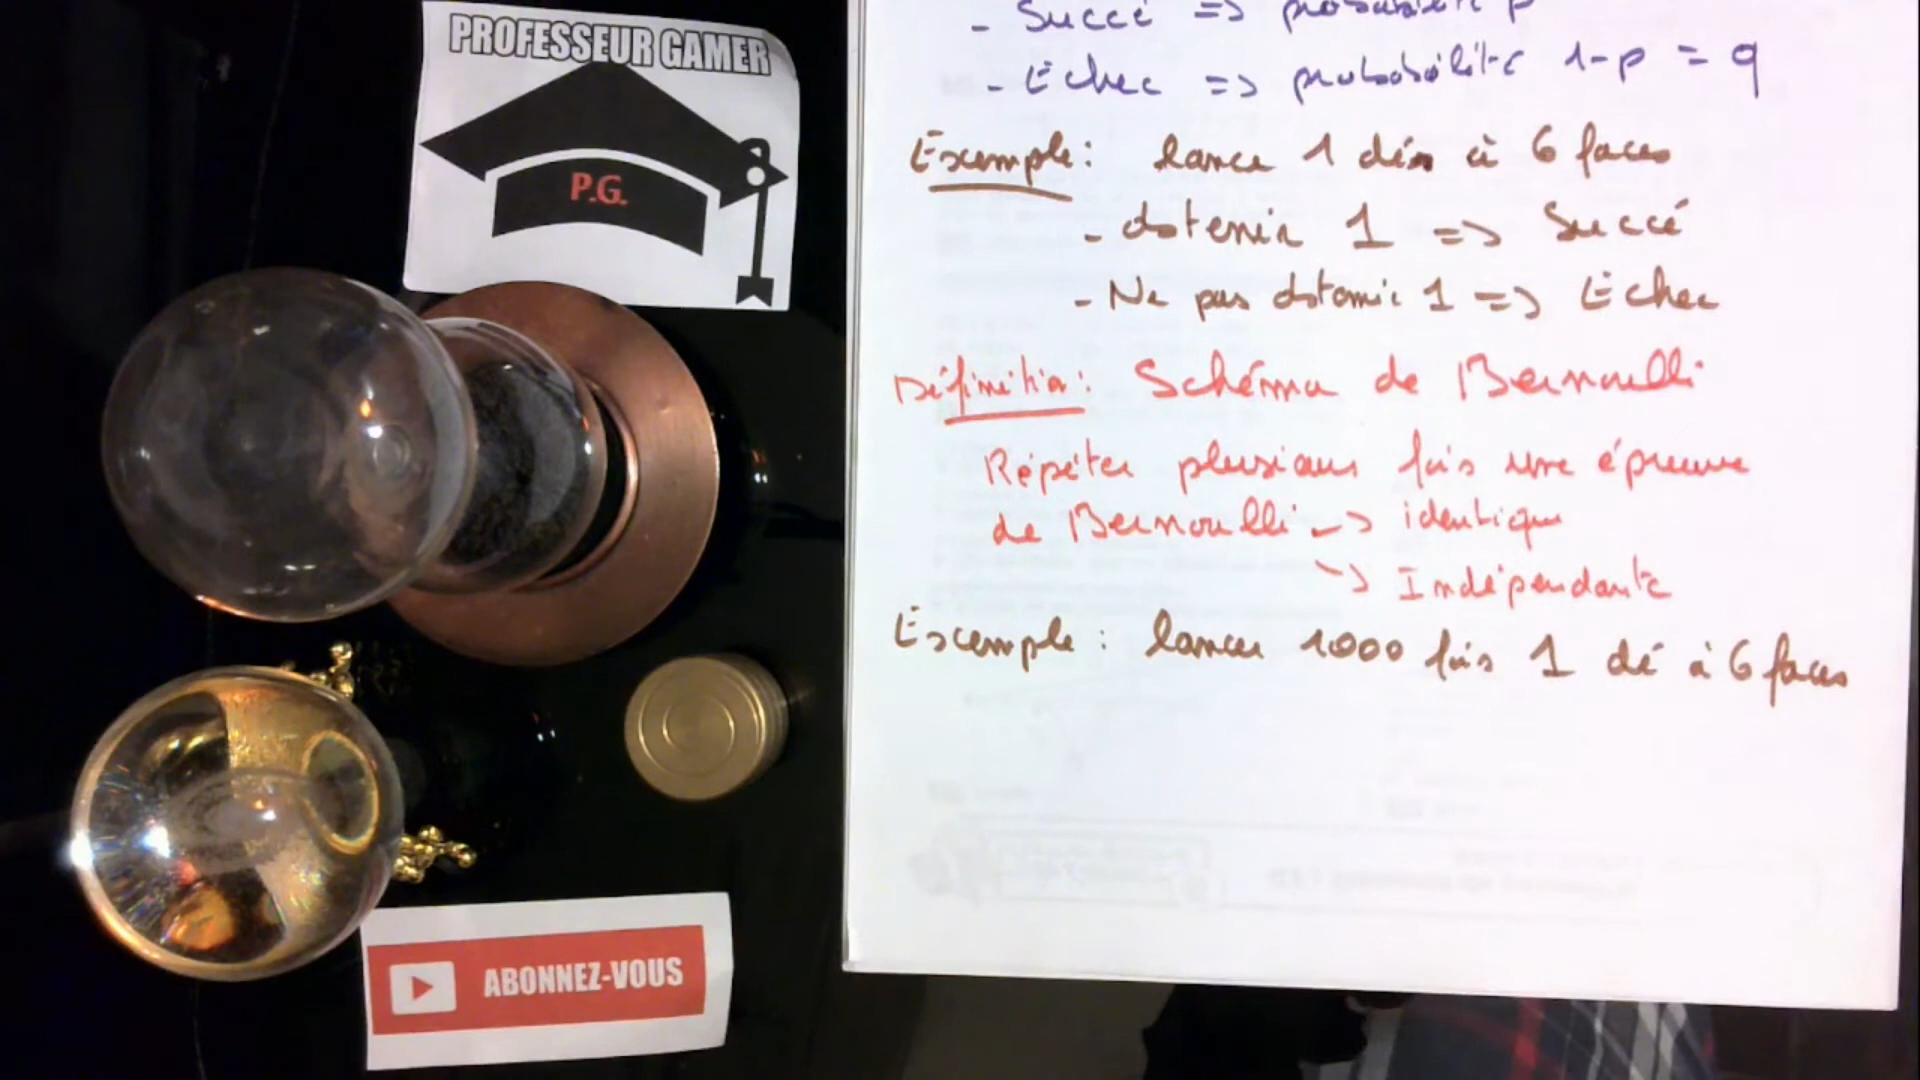 PROFESSEUR GAMER
P.G.
- Succé => probabilité p
- Echec => probabilité 1-p = q
Exemple: lance 1 dés à 6 faces
- obtenir 1 => Succé
- Ne pas obtenir 1 => Echec
Définition: Schéma de Bernoulli
Répéter plusieurs fois une épreuve
de Bernoulli -> identique
-> Indépendante
Exemple: lancer 1000 fois 1 dé à 6 faces
ABONNEZ-VOUS